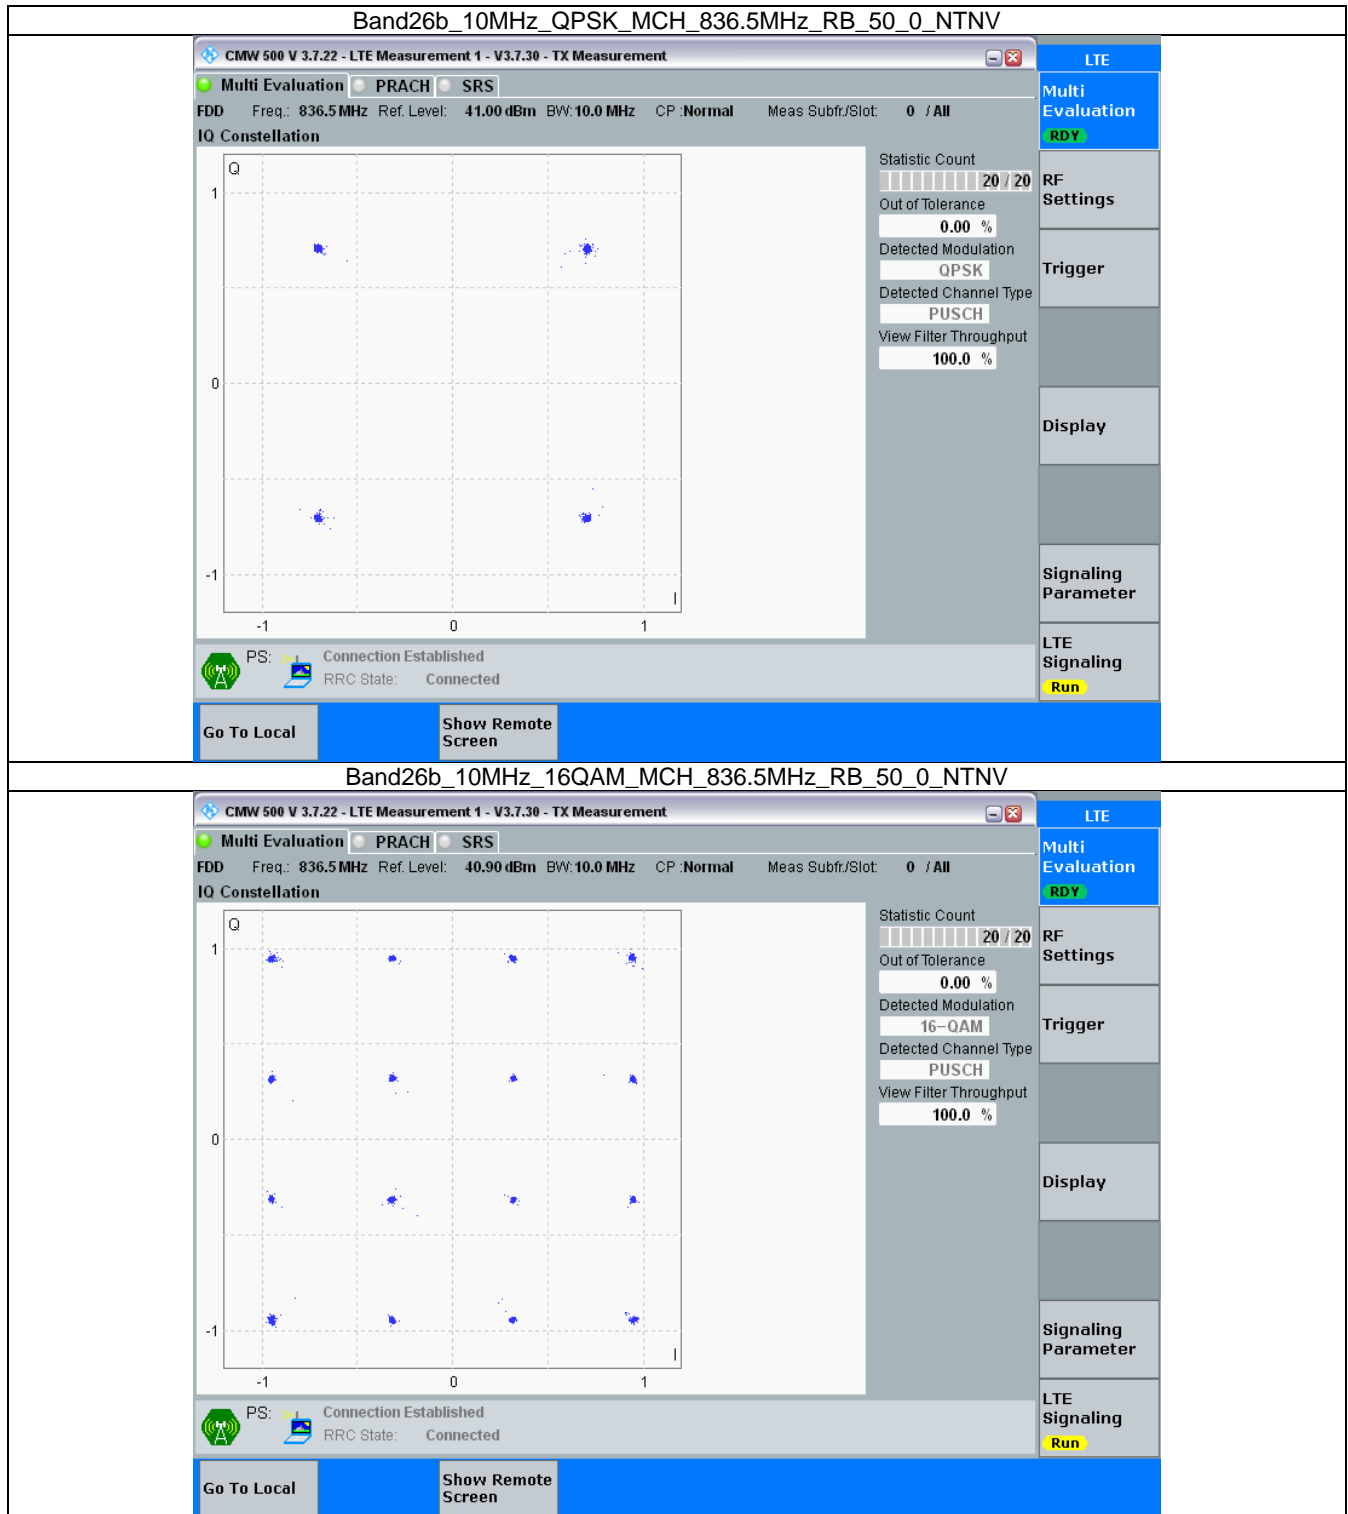 Band26b_10MHz_QPSK_MCH_836.5MHz_RB_50_0_NTNV
CMW 500 V 3.7.22 - LTE Measurement 1 - V3.7.30 - TX Measurement
LTE
Multi Evaluation PRACH SRS
Multi
Evaluation
RDY
FDD Freq.: 836.5 MHz Ref. Level: 41.00 dBm BW: 10.0 MHz CP :Normal Meas Subfr./Slot: 0 / All
IQ Constellation
Q
1
0
-1
I
-1 0 1
Statistic Count
20 / 20
Out of Tolerance
0.00 %
Detected Modulation
QPSK
Detected Channel Type
PUSCH
View Filter Throughput
100.0 %
RF
Settings
Trigger
Display
Signaling
Parameter
LTE
Signaling
Run
PS: Connection Established
RRC State: Connected
Go To Local
Show Remote
Screen
Band26b_10MHz_16QAM_MCH_836.5MHz_RB_50_0_NTNV
CMW 500 V 3.7.22 - LTE Measurement 1 - V3.7.30 - TX Measurement
LTE
Multi Evaluation PRACH SRS
Multi
Evaluation
RDY
FDD Freq.: 836.5 MHz Ref. Level: 40.90 dBm BW: 10.0 MHz CP :Normal Meas Subfr./Slot: 0 / All
IQ Constellation
Q
1
0
-1
I
-1 0 1
Statistic Count
20 / 20
Out of Tolerance
0.00 %
Detected Modulation
16-QAM
Detected Channel Type
PUSCH
View Filter Throughput
100.0 %
RF
Settings
Trigger
Display
Signaling
Parameter
LTE
Signaling
Run
PS: Connection Established
RRC State: Connected
Go To Local
Show Remote
Screen